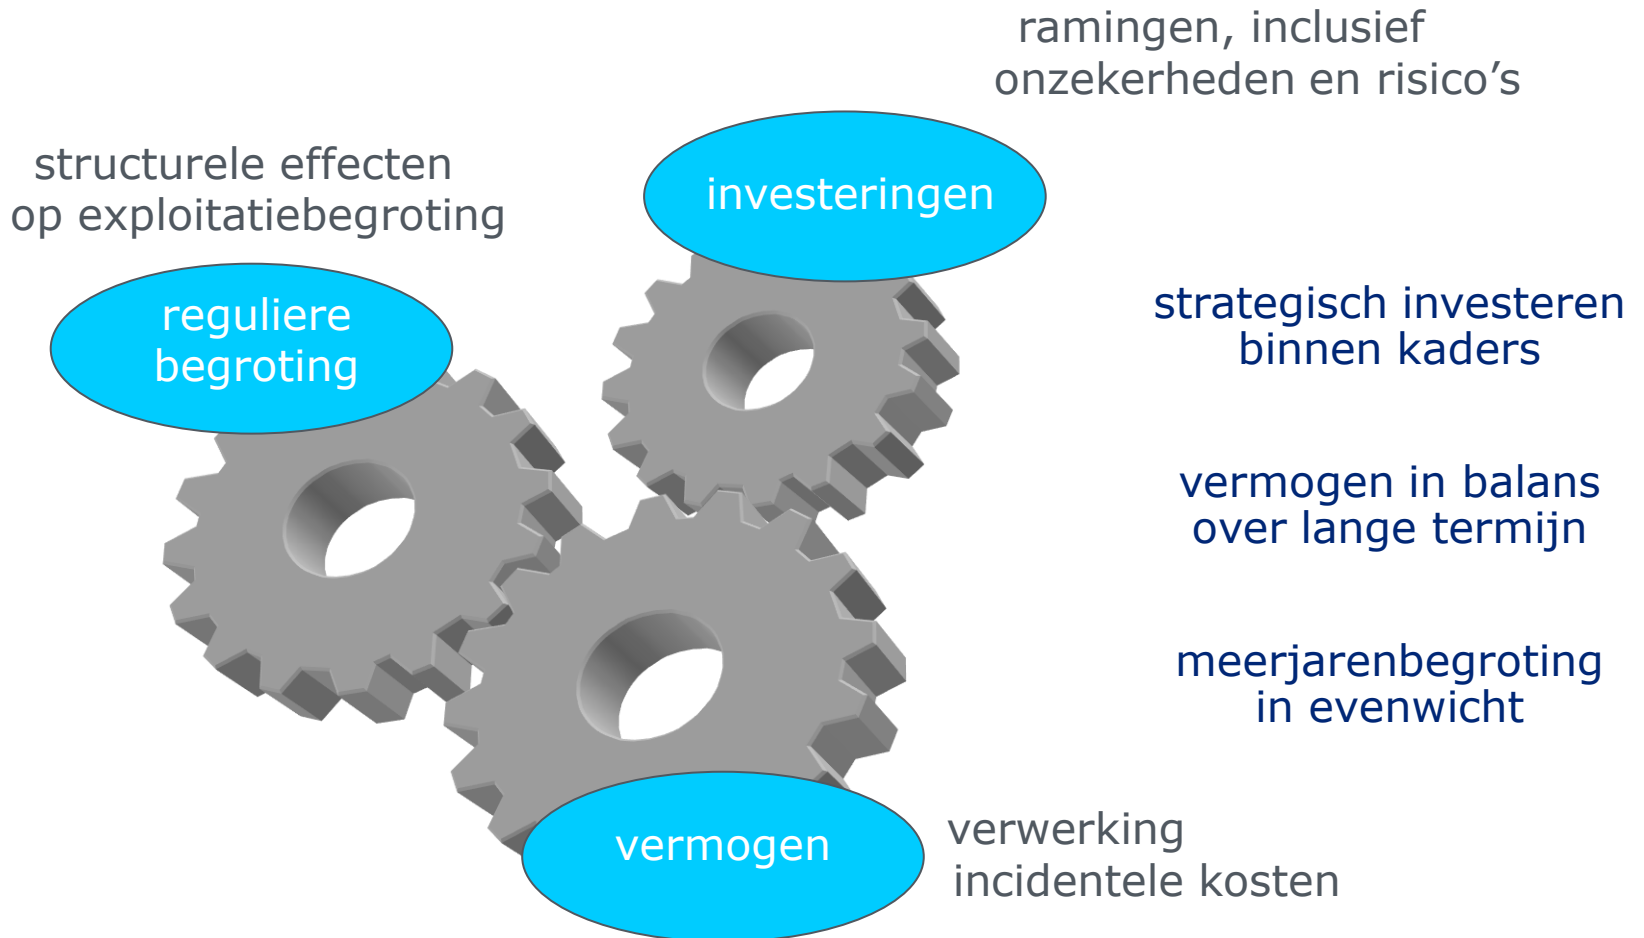 ramingen, inclusief
onzekerheden en risico’s
structurele effecten
op exploitatiebegroting
investeringen
reguliere
begroting
strategisch investeren
binnen kaders
vermogen in balans
over lange termijn
meerjarenbegroting
in evenwicht
vermogen
verwerking
incidentele kosten